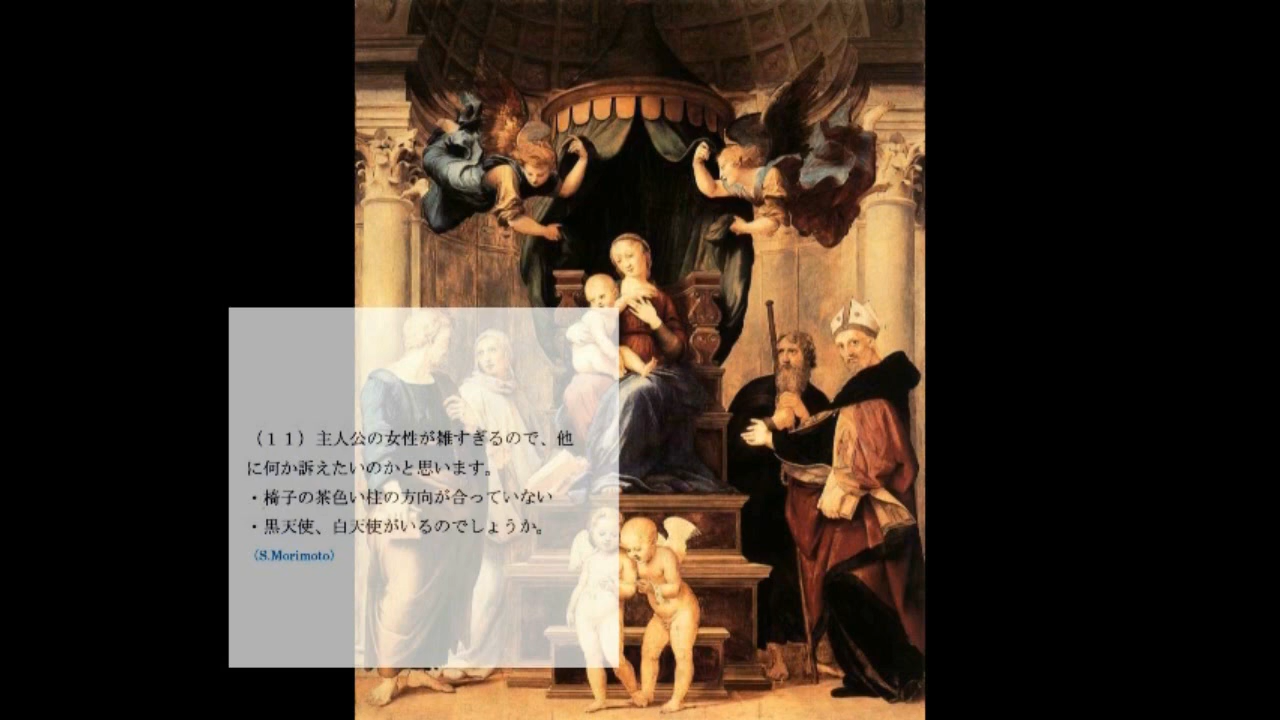 （１１）主人公の女性が雑すぎるので、他
に何か訴えたいのかと思います。
・椅子の茶色い柱の方向が合っていない
・黒天使、白天使がいるのでしょうか。
（S.Morimoto）